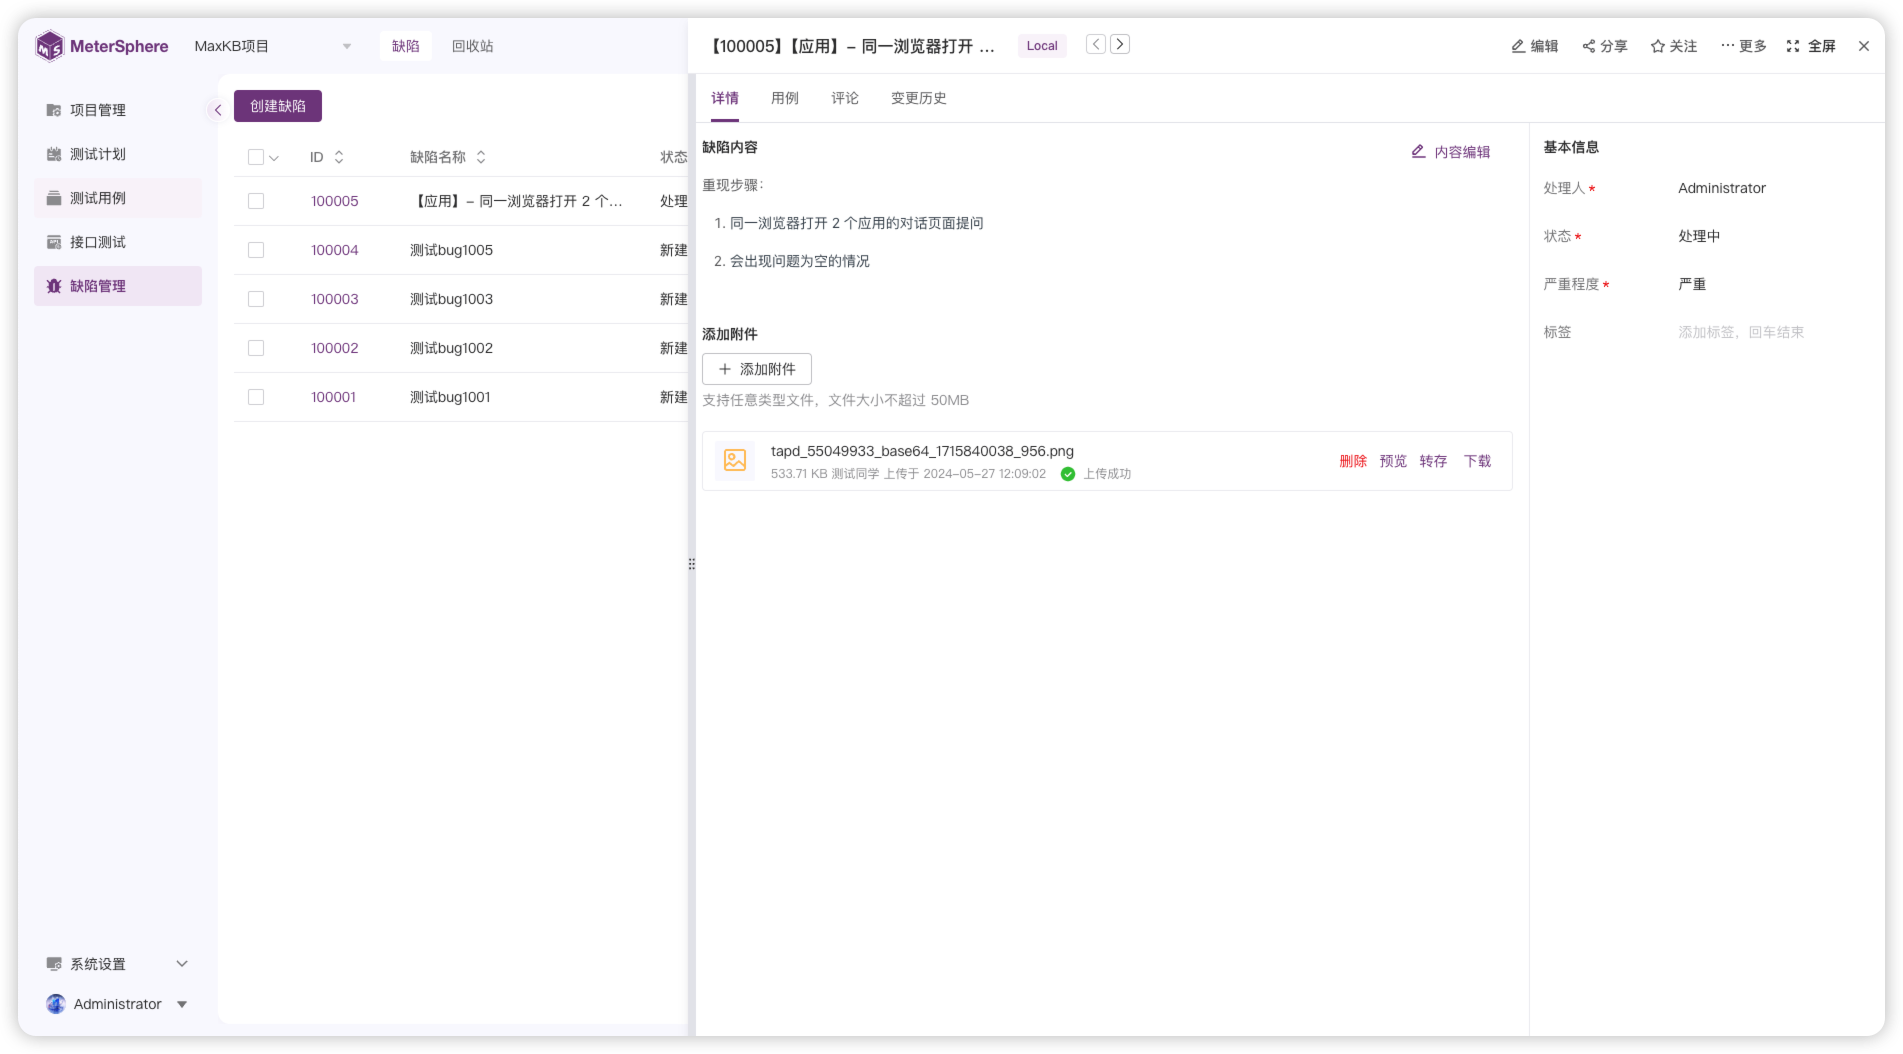 MeterSphere
MaxKB项目
缺陷
回收站
项目管理
测试计划
测试用例
接口测试
缺陷管理
系统设置
Administrator
创建缺陷
ID 缺陷名称 状态
100005 【应用】- 同一浏览器打开 2 个... 处理
100004 测试bug1005 新建
100003 测试bug1003 新建
100002 测试bug1002 新建
100001 测试bug1001 新建
【100005】【应用】- 同一浏览器打开 ... Local
编辑 分享 关注 更多 全屏
详情 用例 评论 变更历史
缺陷内容
内容编辑
重现步骤：
1. 同一浏览器打开 2 个应用的对话页面提问
2. 会出现问题为空的情况
添加附件
添加附件
支持任意类型文件，文件大小不超过 50MB
tapd_55049933_base64_1715840038_956.png
533.71 KB 测试同学 上传于 2024-05-27 12:09:02 上传成功
删除 预览 转存 下载
基本信息
处理人* Administrator
状态* 处理中
严重程度* 严重
标签 添加标签，回车结束